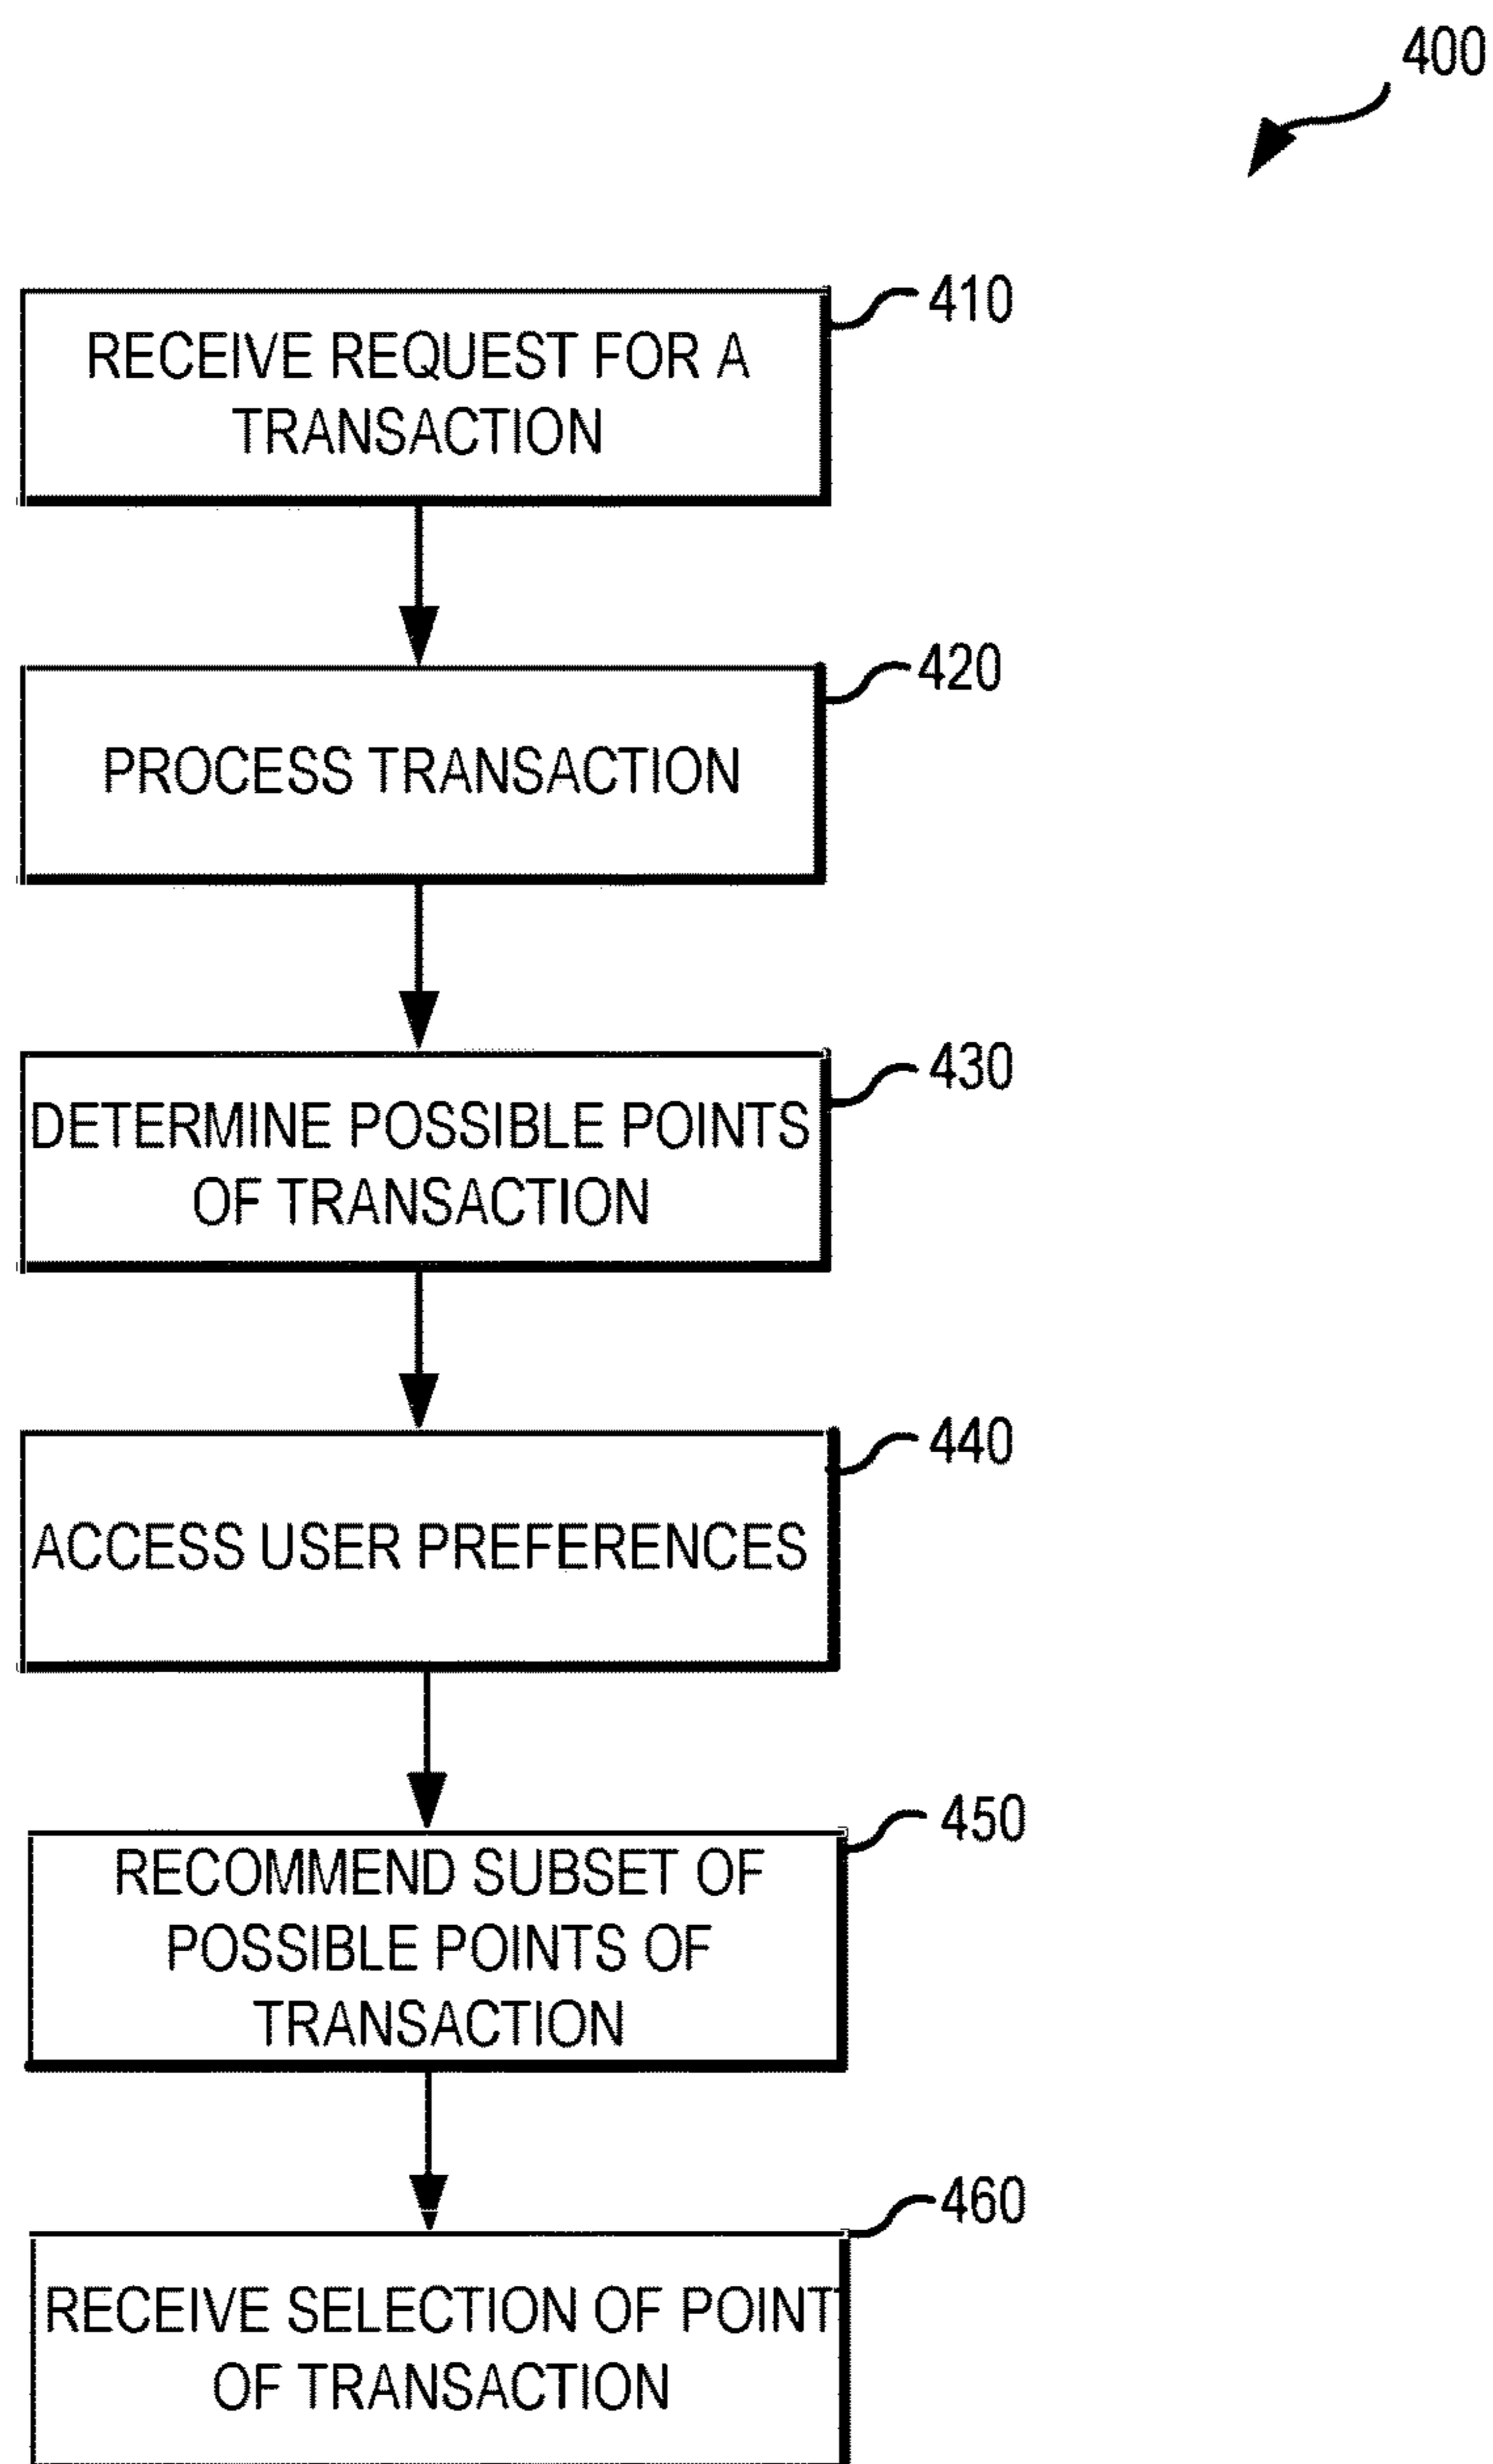 400
410
RECEIVE REQUEST FOR A
TRANSACTION
420
PROCESS TRANSACTION
430
DETERMINE POSSIBLE POINTS
OF TRANSACTION
440
ACCESS USER PREFERENCES
450
RECOMMEND SUBSET OF
POSSIBLE POINTS OF
TRANSACTION
460
RECEIVE SELECTION OF POINT
OF TRANSACTION